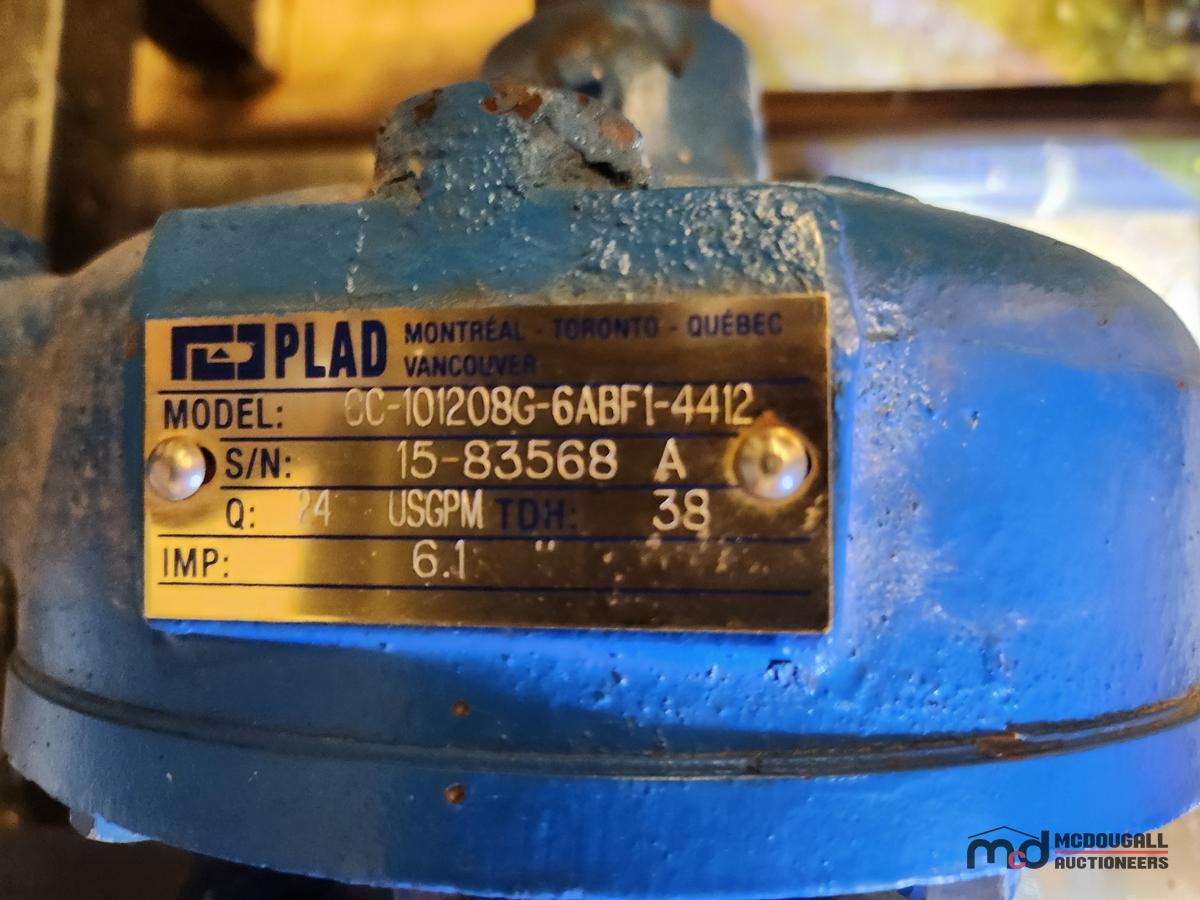 PLAD MONTRÉAL - TORONTO - QUÉBEC
VANCOUVER
MODEL: CC-101208G-6ABF1-4412
S/N: 15-83568 A
Q: 24 USGPM TDH: 38
IMP: 6.1 "
mcd MCDOUGALL
AUCTIONEERS